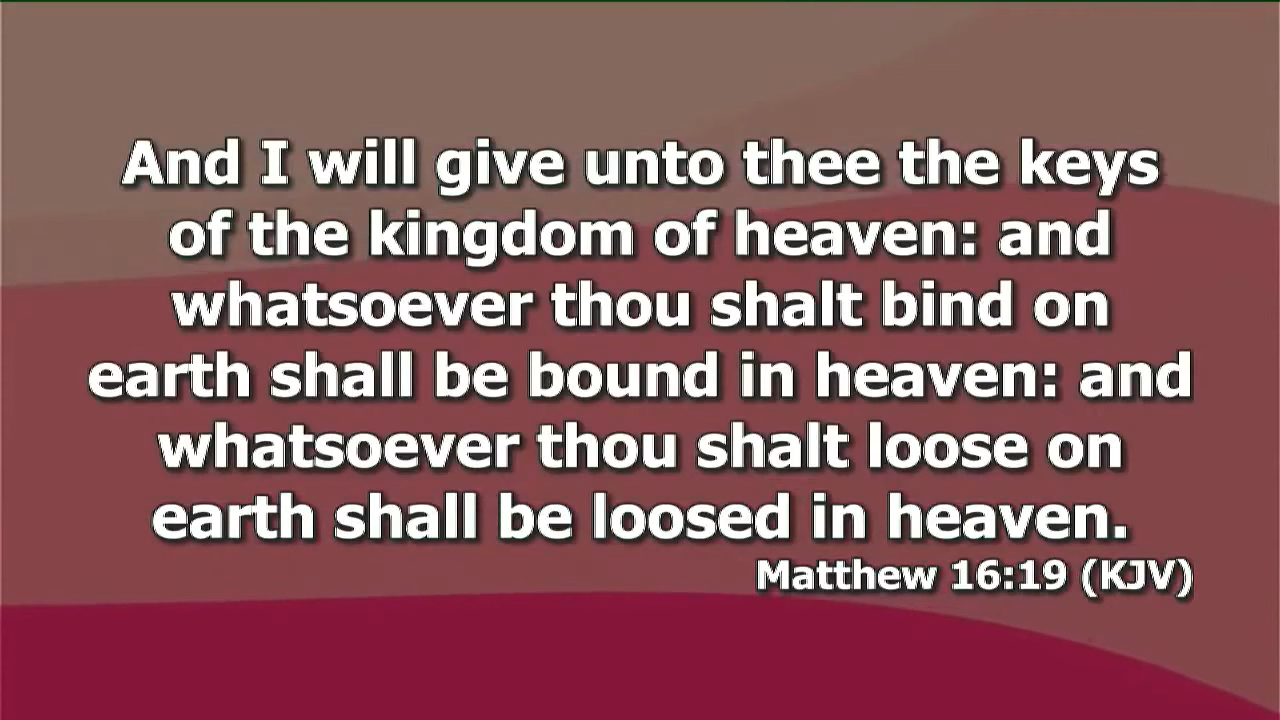 And I will give unto thee the keys
of the kingdom of heaven: and
whatsoever thou shalt bind on
earth shall be bound in heaven: and
whatsoever thou shalt loose on
earth shall be loosed in heaven.
Matthew 16:19 (KJV)